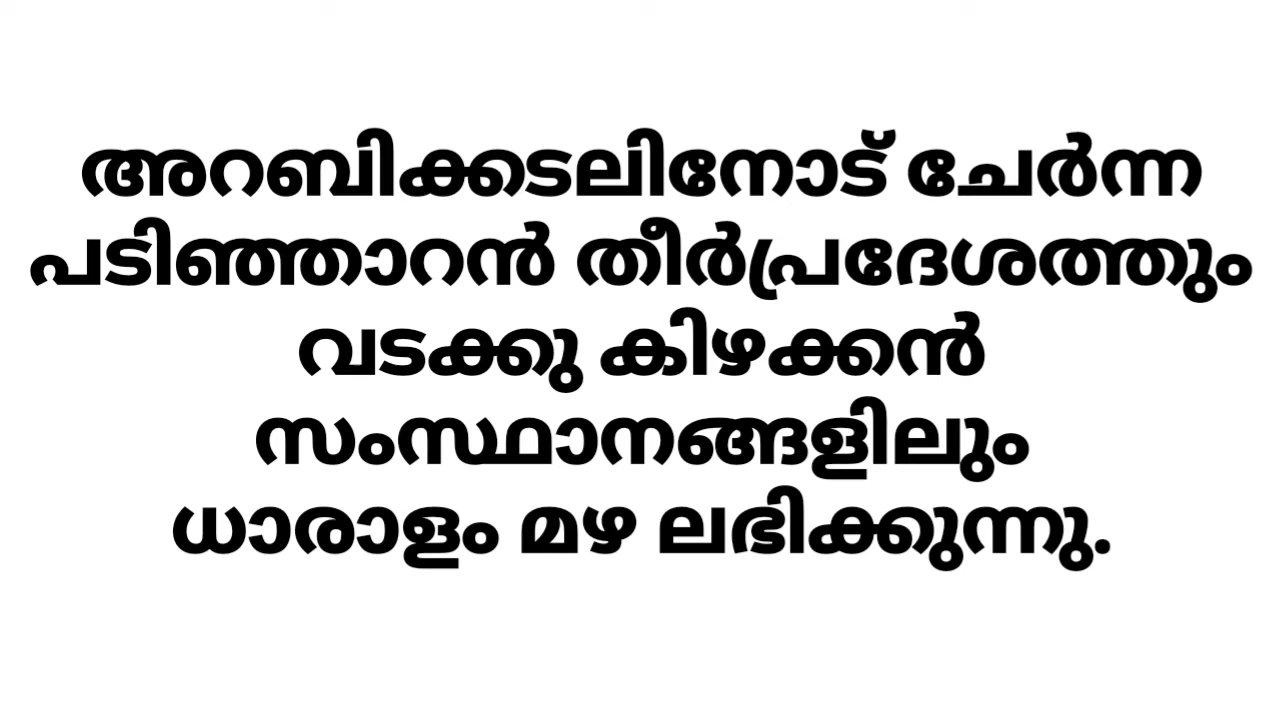 അറബിക്കടലിനോട് ചേർന്ന
പടിഞ്ഞാറൻ തീർപ്രദേശത്തും
വടക്കു കിഴക്കൻ
സംസ്ഥാനങ്ങളിലും
ധാരാളം മഴ ലഭിക്കുന്നു.